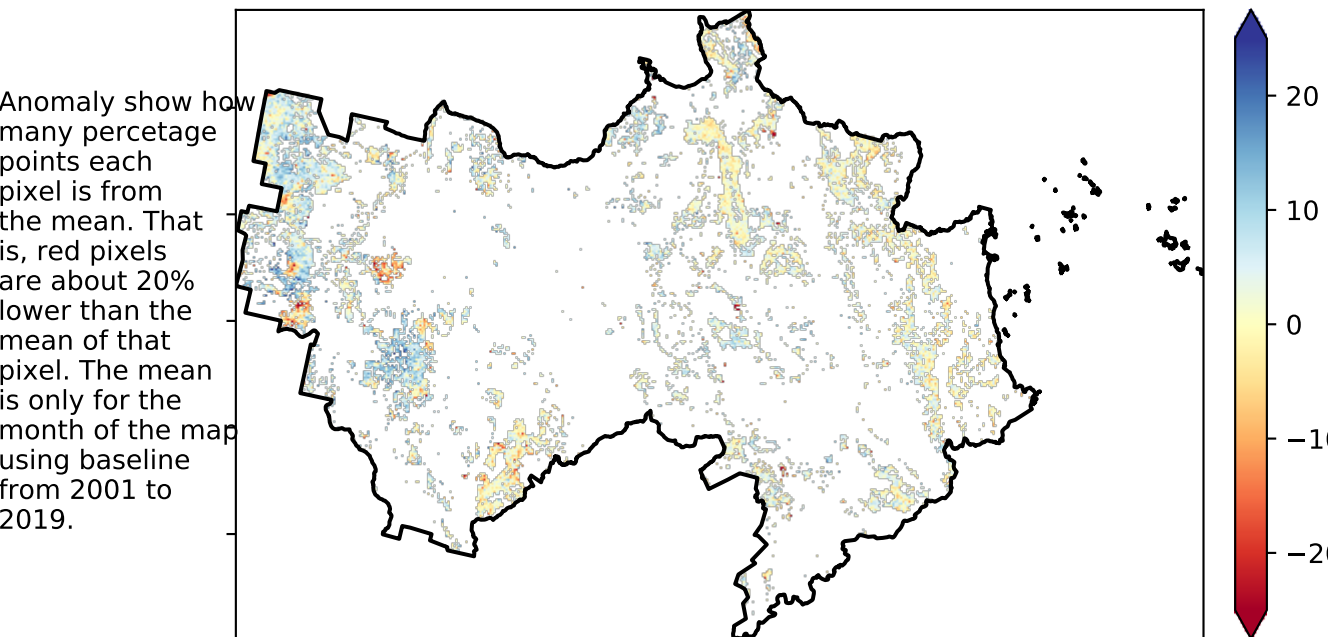 Anomaly show how
many percetage
points each
pixel is from
the mean. That
is, red pixels
are about 20%
lower than the
mean of that
pixel. The mean
is only for the
month of the map
using baseline
from 2001 to
2019.
20
10
0
−10
−20